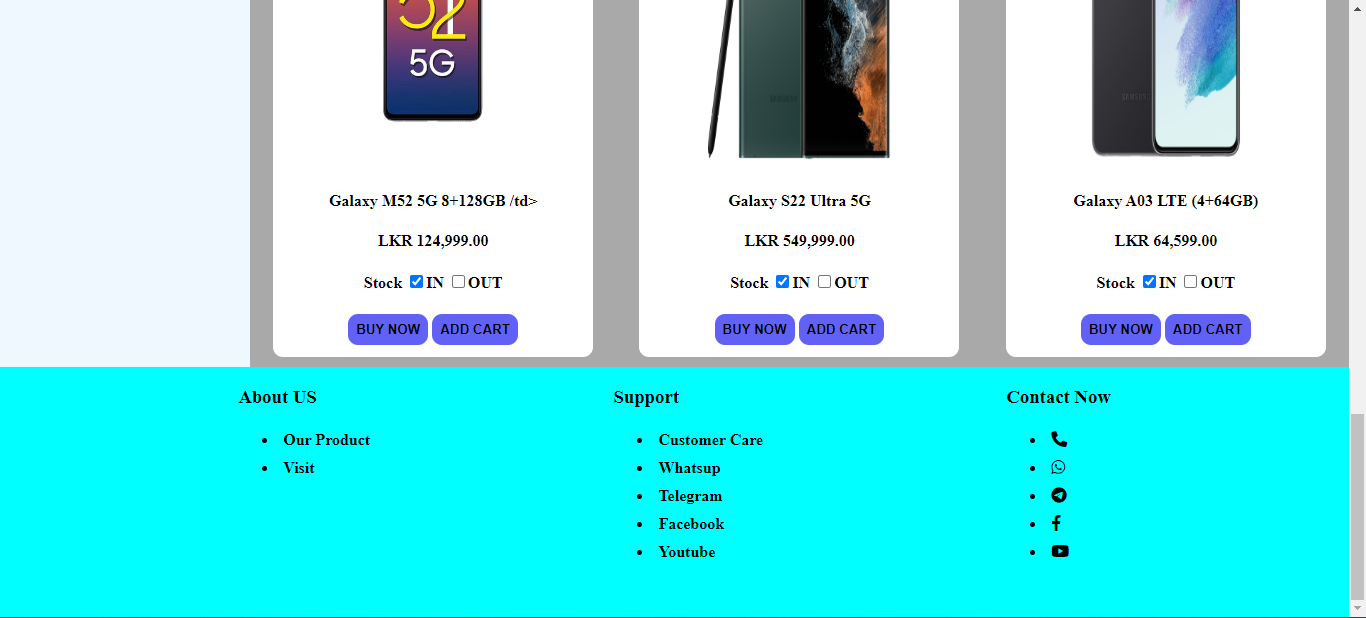 52
5G
SAMSUNG
SAMSUNG
Galaxy M52 5G 8+128GB /td>
Galaxy S22 Ultra 5G
Galaxy A03 LTE (4+64GB)
LKR 124,999.00
LKR 549,999.00
LKR 64,599.00
Stock IN OUT
Stock IN OUT
Stock IN OUT
BUY NOW ADD CART
BUY NOW ADD CART
BUY NOW ADD CART
About US
Our Product
Visit
Support
Customer Care
Whatsup
Telegram
Facebook
Youtube
Contact Now